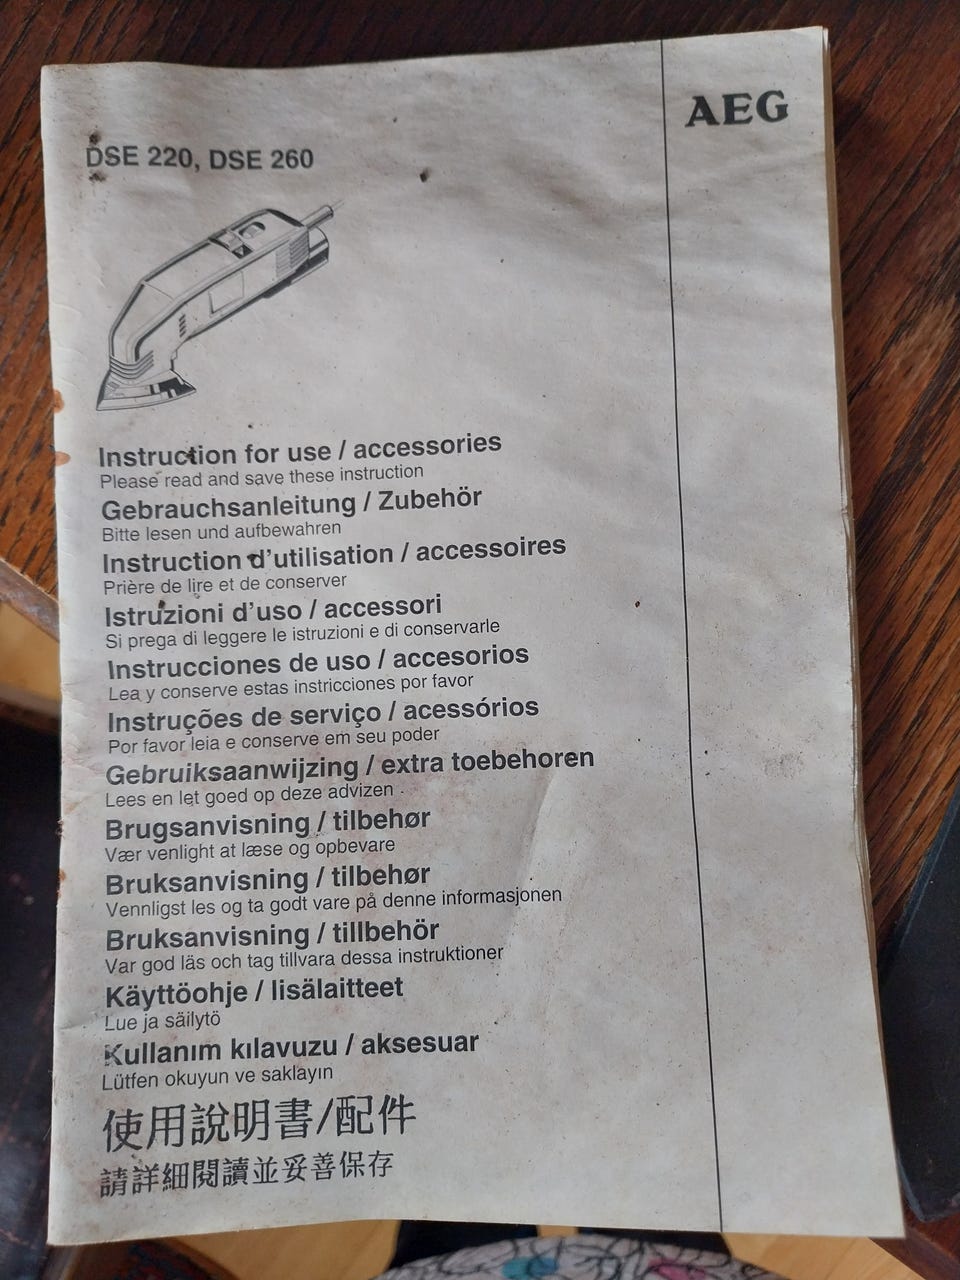 AEG
DSE 220, DSE 260
Instruction for use / accessories
Please read and save these instruction
Gebrauchsanleitung / Zubehör
Bitte lesen und aufbewahren
Instruction d'utilisation / accessoires
Prière de lire et de conserver
Istruzioni d'uso / accessori
Si prega di leggere le istruzioni e di conservarle
Instrucciones de uso / accesorios
Lea y conserve estas instricciones por favor
Instruções de serviço / acessórios
Por favor leia e conserve em seu poder
Gebruiksaanwijzing / extra toebehoren
Lees en let goed op deze advizen
Brugsanvisning / tilbehør
Vær venlight at læse og opbevare
Bruksanvisning / tilbehør
Vennligst les og ta godt vare på denne informasjonen
Bruksanvisning / tillbehör
Var god läs och tag tillvara dessa instruktioner
Käyttöohje / lisälaitteet
Lue ja säilytö
Kullanım kılavuzu / aksesuar
Lütfen okuyun ve saklayın
使用說明書/配件
請詳細閱讀並妥善保存